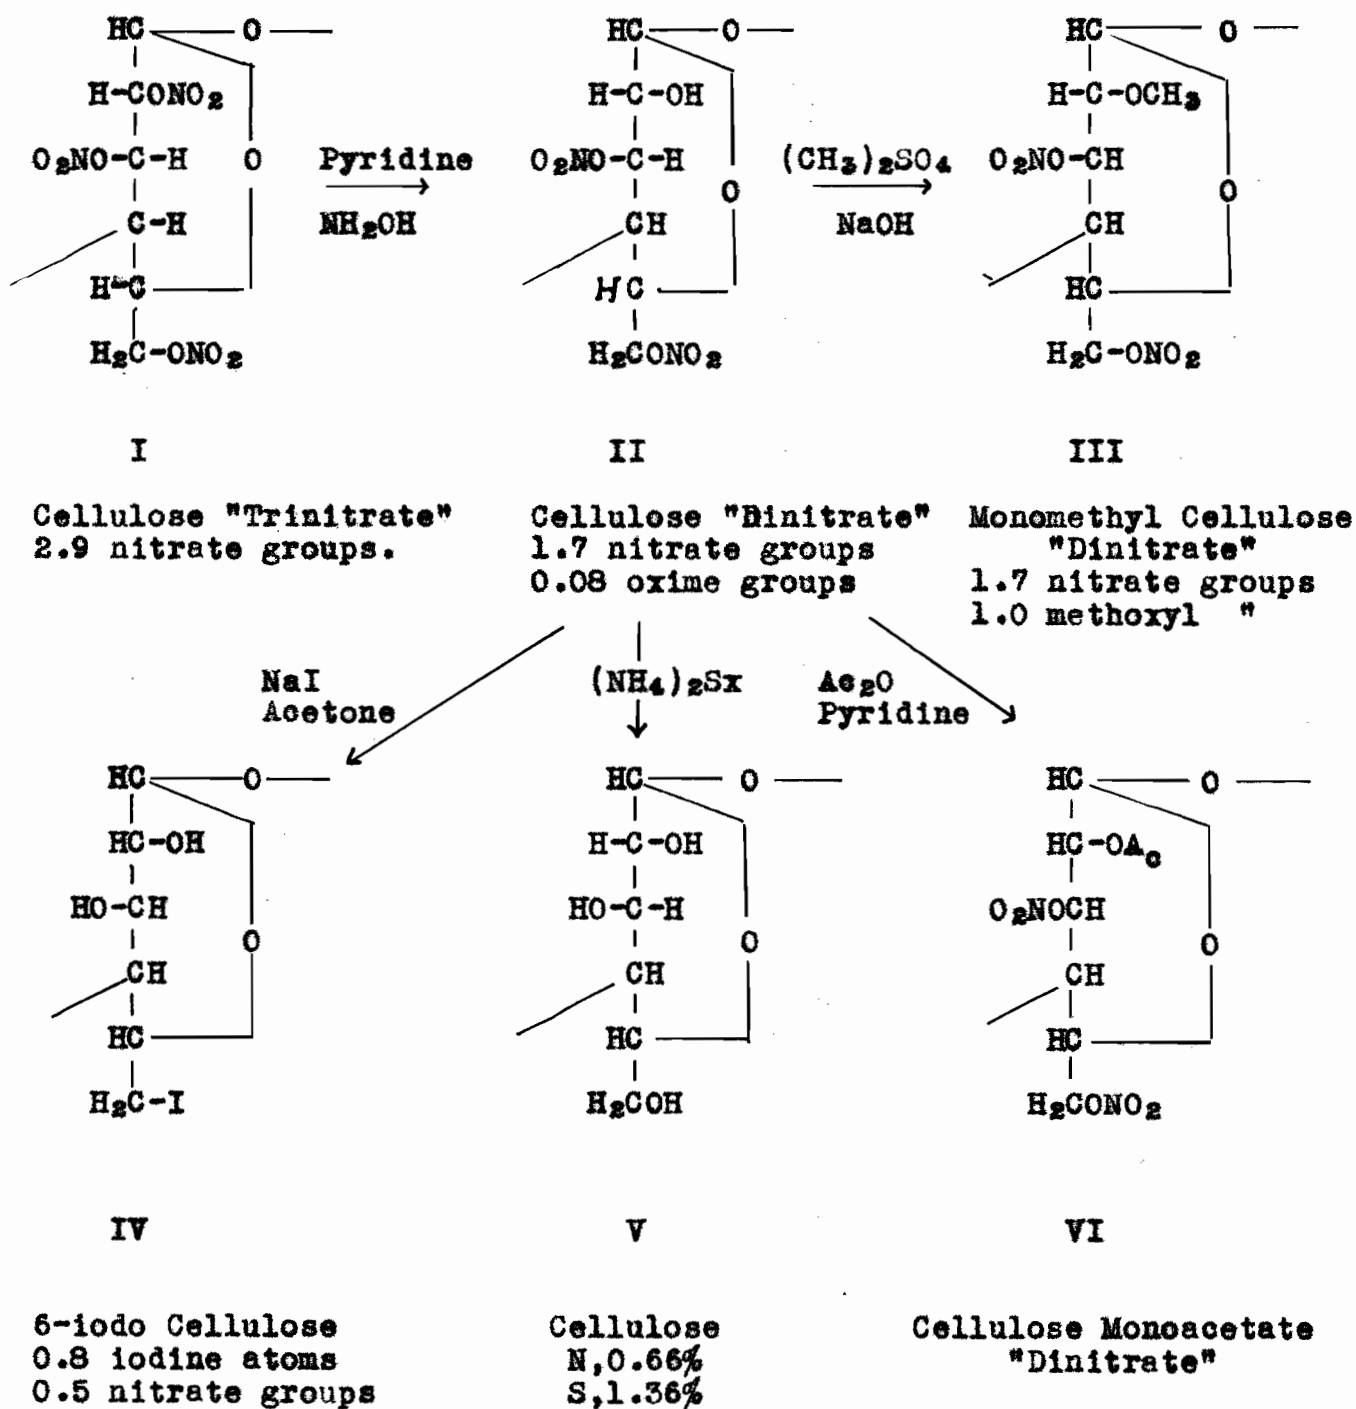 HC O HC O HC O
H-CONO₂ H-C-OH H-C-OCH₃
O₂NO-C-H O Pyridine O₂NO-C-H (CH₃)₂SO₄ O₂NO-CH
O O
C-H NH₂OH CH NaOH CH
H-C HC HC
H₂C-ONO₂ H₂CONO₂ H₂C-ONO₂
I II III
Cellulose "Trinitrate" Cellulose "Dinitrate" Monomethyl Cellulose
2.9 nitrate groups. 1.7 nitrate groups "Dinitrate"
0.08 oxime groups 1.7 nitrate groups
1.0 methoxyl "
NaI (NH₄)₂Sx Ac₂O
Acetone Pyridine
HC O HC O HC O
HC-OH H-C-OH HC-OAc
HO-CH HO-C-H O₂NOCH
O O O
CH CH CH
HC HC HC
H₂C-I H₂COH H₂CONO₂
IV V VI
6-iodo Cellulose Cellulose Cellulose Monoacetate
0.8 iodine atoms N,0.66% "Dinitrate"
0.5 nitrate groups S,1.36%